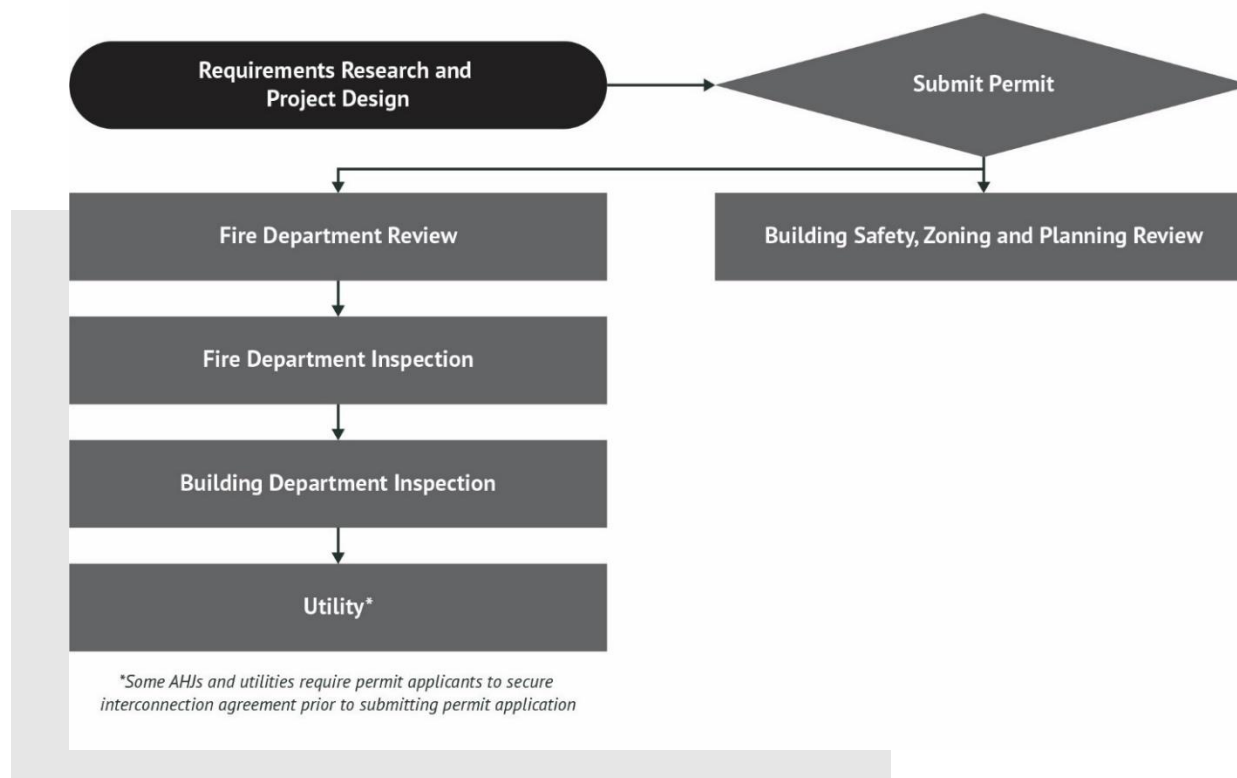 Requirements Research and
Project Design
Submit Permit
Fire Department Review
Building Safety, Zoning and Planning Review
Fire Department Inspection
Building Department Inspection
Utility*
*Some AHJs and utilities require permit applicants to secure
interconnection agreement prior to submitting permit application